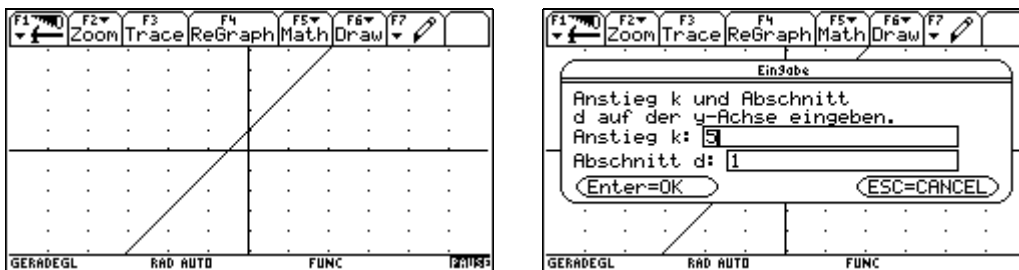 F1 F2 Zoom F3 Trace F4 ReGraph F5 Math F6 Draw F7
GERADEGL RAD AUTO FUNC PAUSE
F1 F2 Zoom F3 Trace F4 ReGraph F5 Math F6 Draw F7
Eingabe
Anstieg k und Abschnitt
d auf der y-Achse eingeben.
Anstieg k: 5
Abschnitt d: 1
Enter=OK ESC=CANCEL
GERADEGL RAD AUTO FUNC